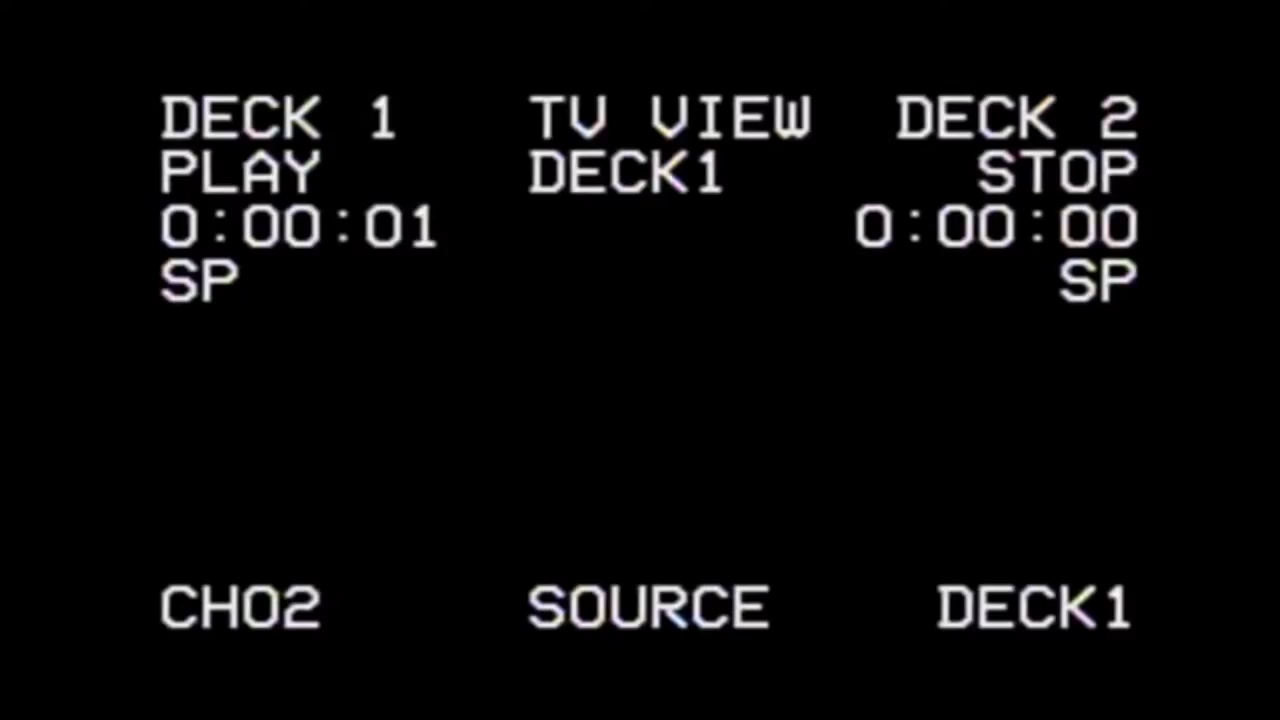 DECK 1 TV VIEW DECK 2
PLAY DECK1 STOP
0:00:01 0:00:00
SP SP
CH02 SOURCE DECK1